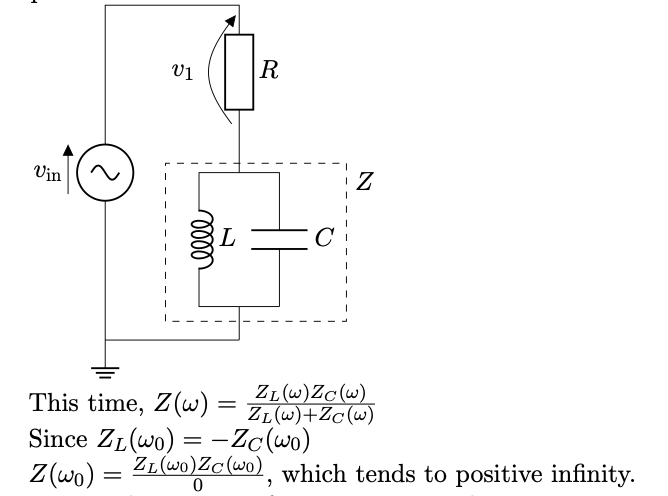 v₁
R
v_in
Z
L
C
This time, Z(ω) = Z_L(ω)Z_C(ω) / Z_L(ω)+Z_C(ω)
Since Z_L(ω₀) = −Z_C(ω₀)
Z(ω₀) = Z_L(ω₀)Z_C(ω₀) / 0, which tends to positive infinity.